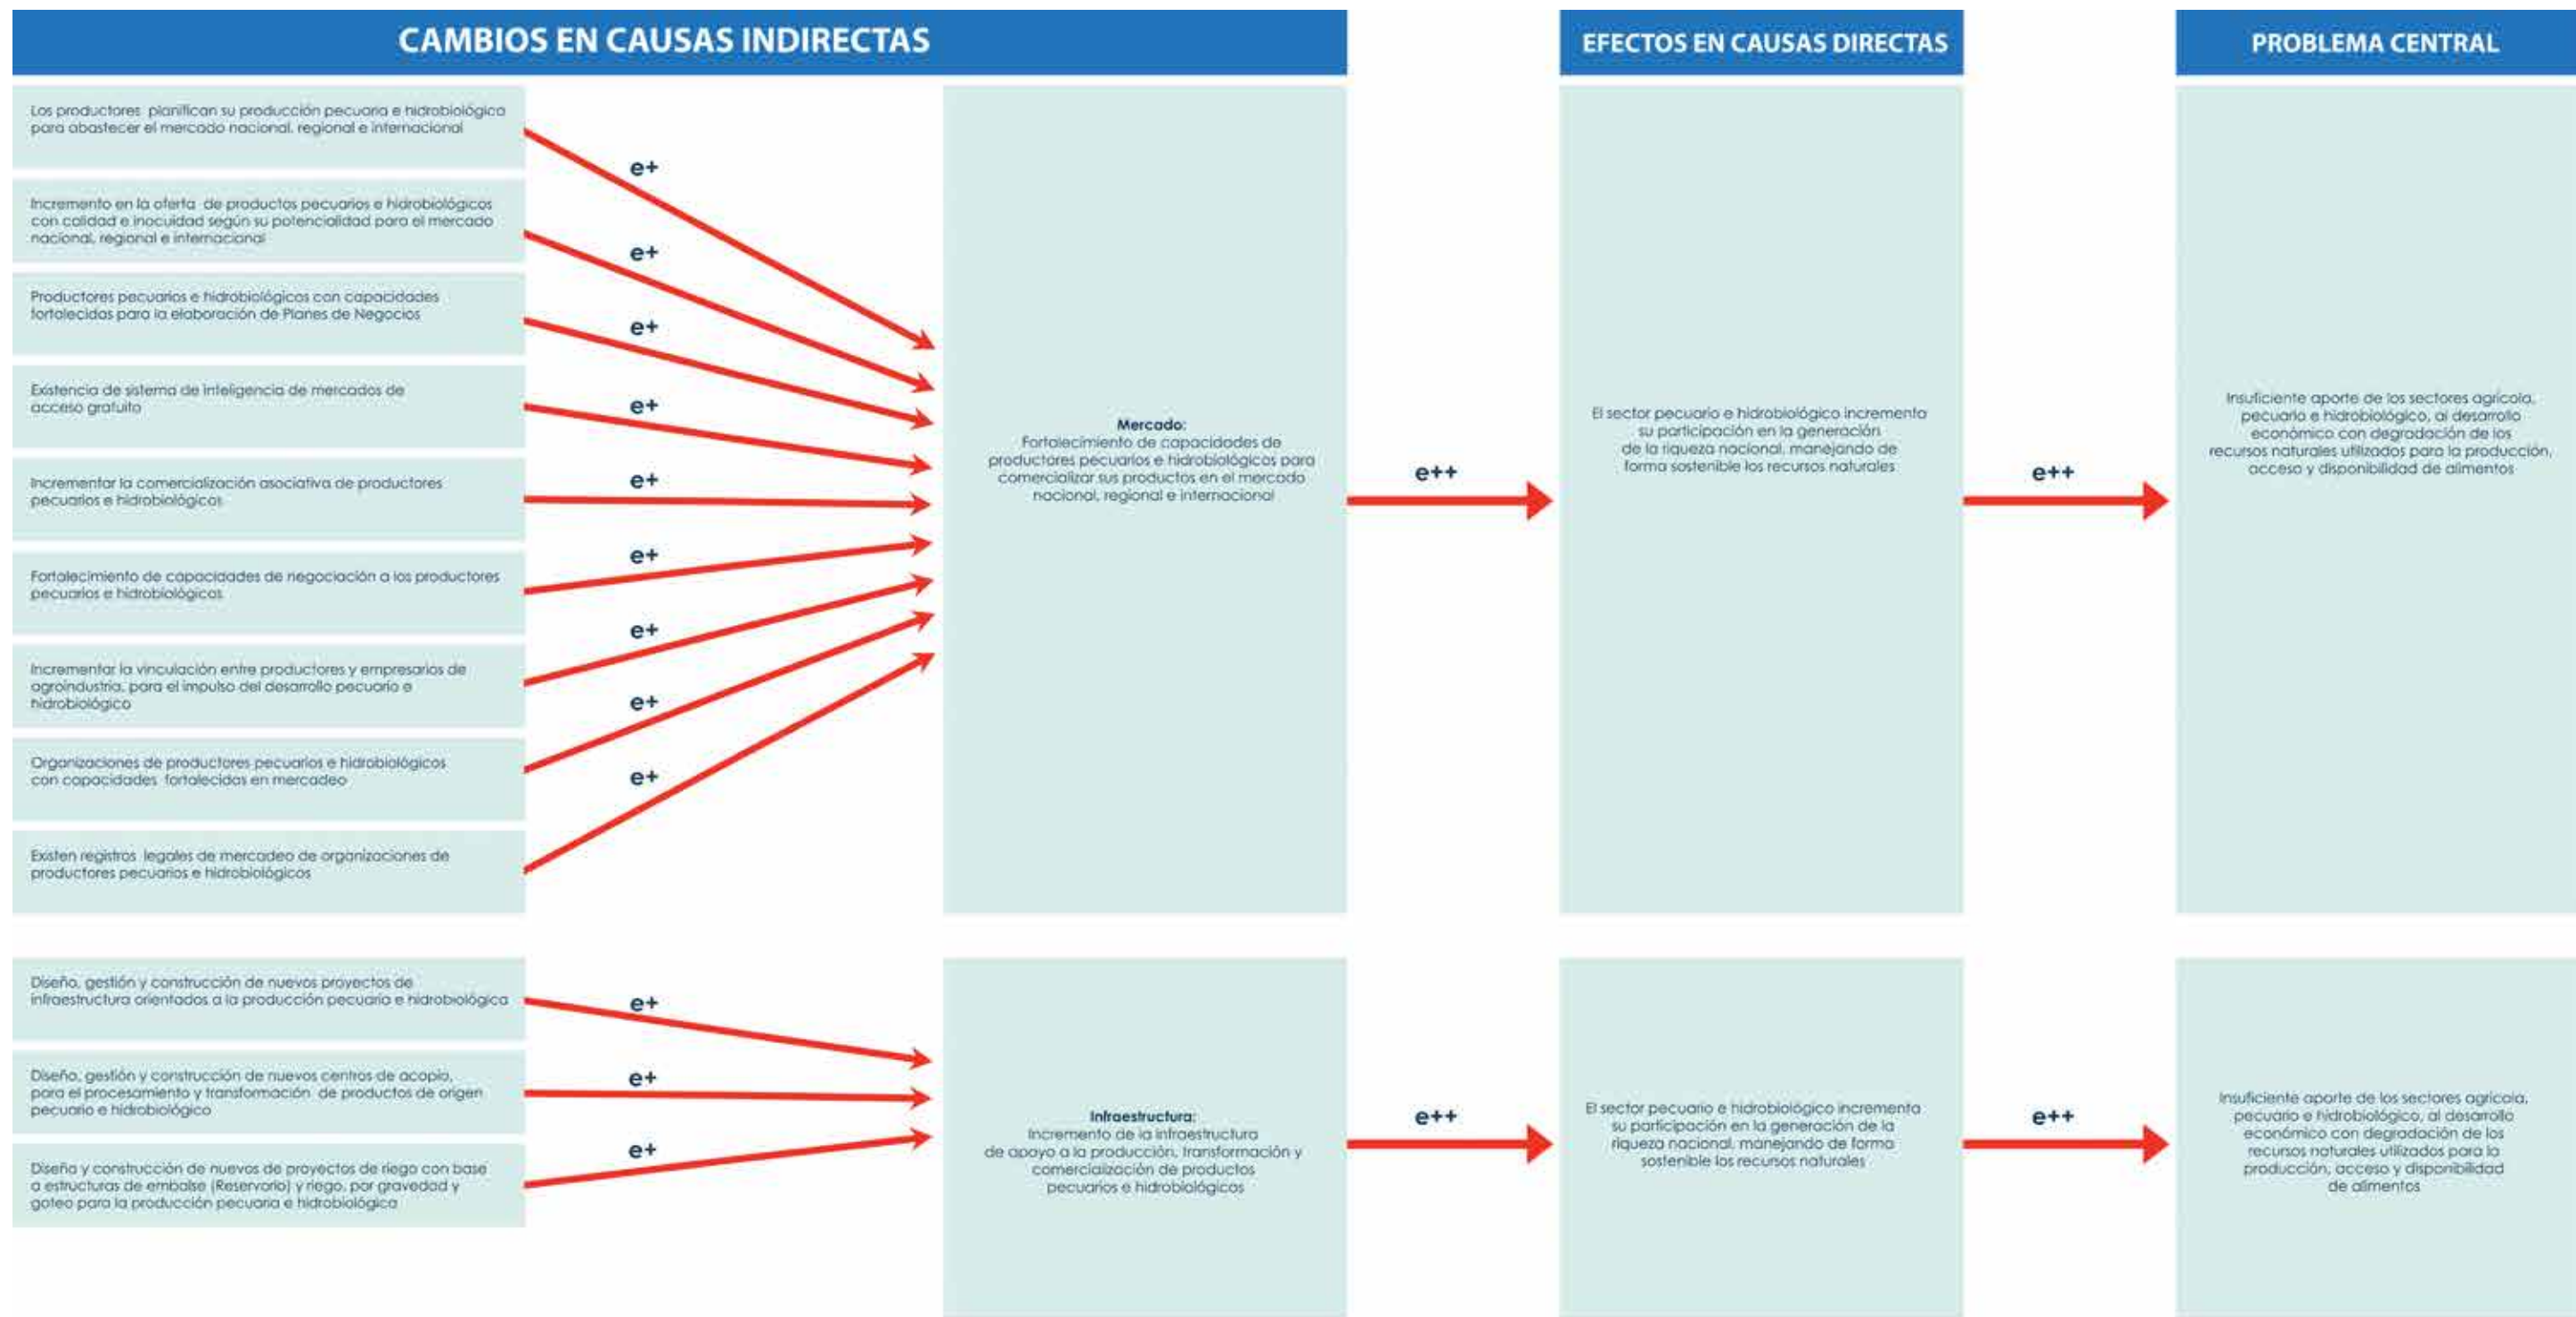 CAMBIOS EN CAUSAS INDIRECTAS
EFECTOS EN CAUSAS DIRECTAS
PROBLEMA CENTRAL
Los productores planifican su producción pecuaria e hidrobiológico
para abastecer el mercado nacional, regional e internacional
e+
Incremento en la oferta de productos pecuarios e hidrobiológicos
con calidad e inocuidad según su potencialidad para el mercado
nacional, regional e internacional
e+
Productores pecuarios e hidrobiológicos con capacidades
fortalecidas para la elaboración de Planes de Negocios
e+
Existencia de sistema de inteligencia de mercados de
acceso gratuito
e+
Incrementar la comercialización asociativa de productores
pecuarios e hidrobiológicos
e+
Fortalecimiento de capacidades de negociación a los productores
pecuarios e hidrobiológicos
e+
Incrementar la vinculación entre productores y empresarios de
agroindustria, para el impulso del desarrollo pecuario e
hidrobiológico
e+
Organizaciones de productores pecuarios e hidrobiológicos
con capacidades fortalecidas en mercadeo
e+
Existen registros legales de mercadeo de organizaciones de
productores pecuarios e hidrobiológicos
e+
Mercado:
Fortalecimiento de capacidades de
productores pecuarios e hidrobiológicos para
comercializar sus productos en el mercado
nacional, regional e internacional
e++
El sector pecuario e hidrobiológico incrementa
su participación en la generación
de la riqueza nacional, manejando de
forma sostenible los recursos naturales
e++
Insuficiente aporte de los sectores agrícola,
pecuario e hidrobiológico, al desarrollo
económico con degradación de los
recursos naturales utilizados para la producción,
acceso y disponibilidad de alimentos
Diseño, gestión y construcción de nuevos proyectos de
infraestructura orientados a la producción pecuaria e hidrobiológica
e+
Diseño, gestión y construcción de nuevos centros de acopio,
para el procesamiento y transformación de productos de origen
pecuario e hidrobiológico
e+
Diseño y construcción de nuevos de proyectos de riego con base
a estructuras de embalse (Reservorio) y riego, por gravedad y
goteo para la producción pecuaria e hidrobiológica
e+
Infraestructura:
Incremento de la infraestructura
de apoyo a la producción, transformación y
comercialización de productos
pecuarios e hidrobiológicos
e++
El sector pecuario e hidrobiológico incrementa
su participación en la generación de la
riqueza nacional, manejando de forma
sostenible los recursos naturales
e++
Insuficiente aporte de los sectores agrícola,
pecuario e hidrobiológico, al desarrollo
económico con degradación de los
recursos naturales utilizados para la
producción, acceso y disponibilidad
de alimentos